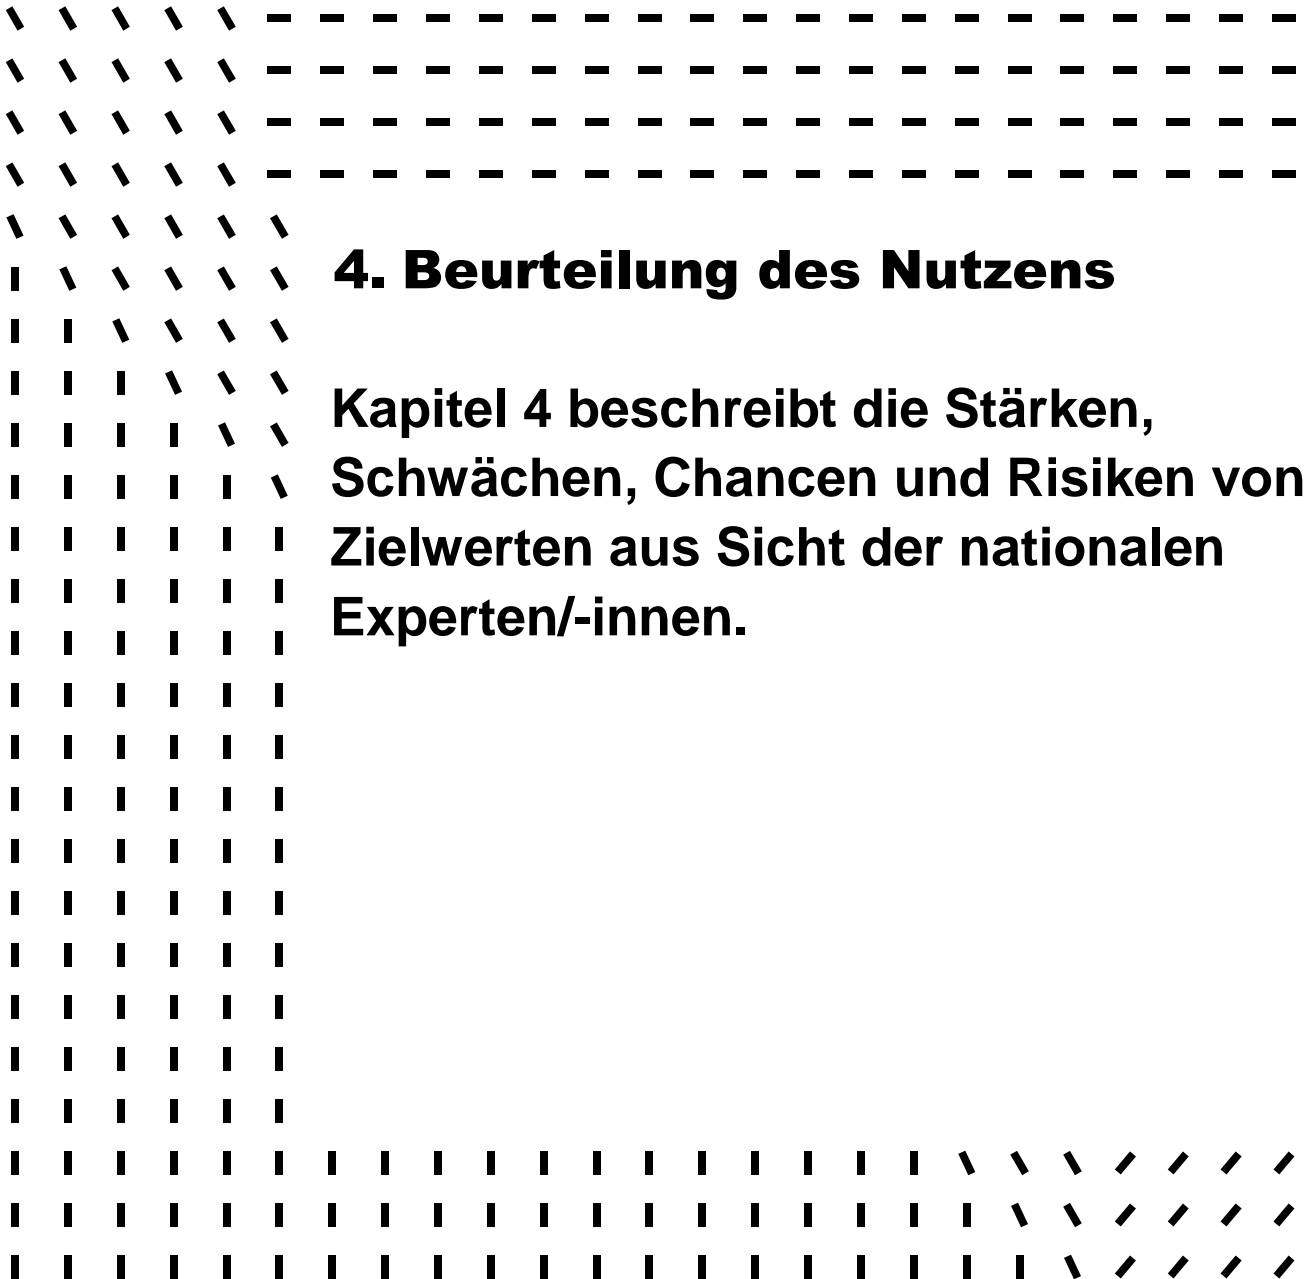 4. Beurteilung des Nutzens
Kapitel 4 beschreibt die Stärken,
Schwächen, Chancen und Risiken von
Zielwerten aus Sicht der nationalen
Experten/-innen.